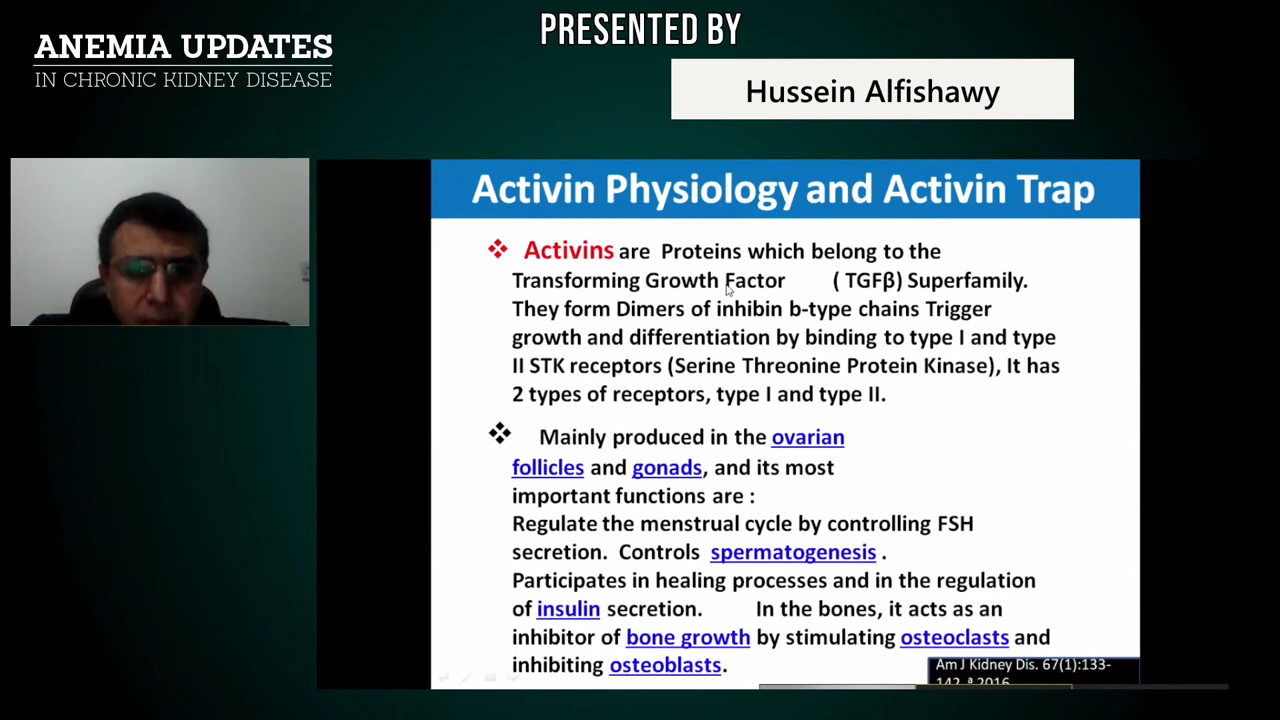 PRESENTED BY
ANEMIA UPDATES
IN CHRONIC KIDNEY DISEASE
Hussein Alfishawy
Activin Physiology and Activin Trap
❖ Activins are Proteins which belong to the
Transforming Growth Factor ( TGFβ) Superfamily.
They form Dimers of inhibin b-type chains Trigger
growth and differentiation by binding to type I and type
II STK receptors (Serine Threonine Protein Kinase), It has
2 types of receptors, type I and type II.
❖ Mainly produced in the ovarian
follicles and gonads, and its most
important functions are :
Regulate the menstrual cycle by controlling FSH
secretion. Controls spermatogenesis .
Participates in healing processes and in the regulation
of insulin secretion. In the bones, it acts as an
inhibitor of bone growth by stimulating osteoclasts and
inhibiting osteoblasts.
Am J Kidney Dis. 67(1):133-
142, ª 2016